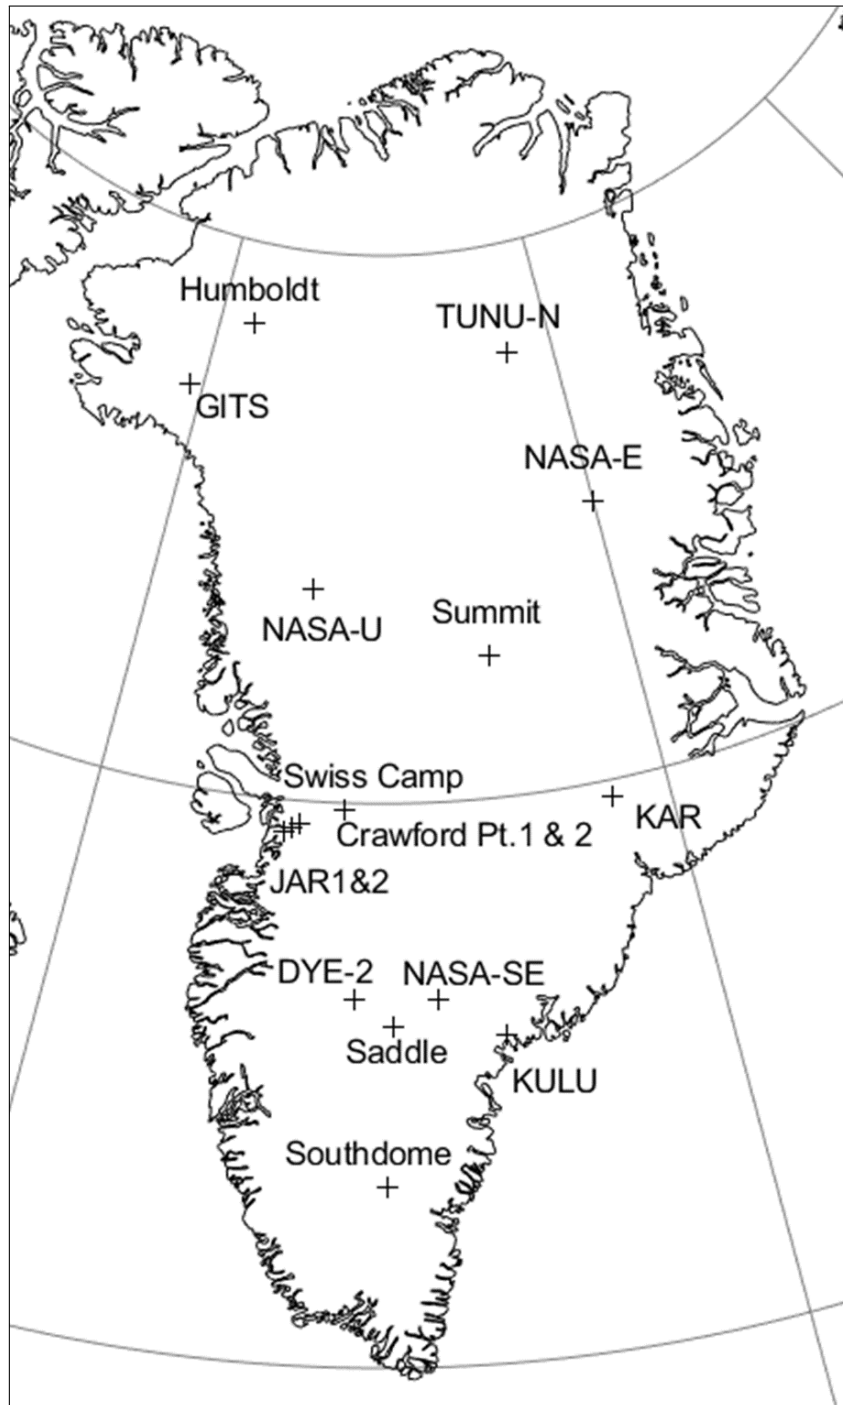 Humboldt
TUNU-N
GITS
NASA-E
NASA-U
Summit
Swiss Camp
KAR
Crawford Pt.1 & 2
JAR1&2
DYE-2
NASA-SE
Saddle
KULU
Southdome